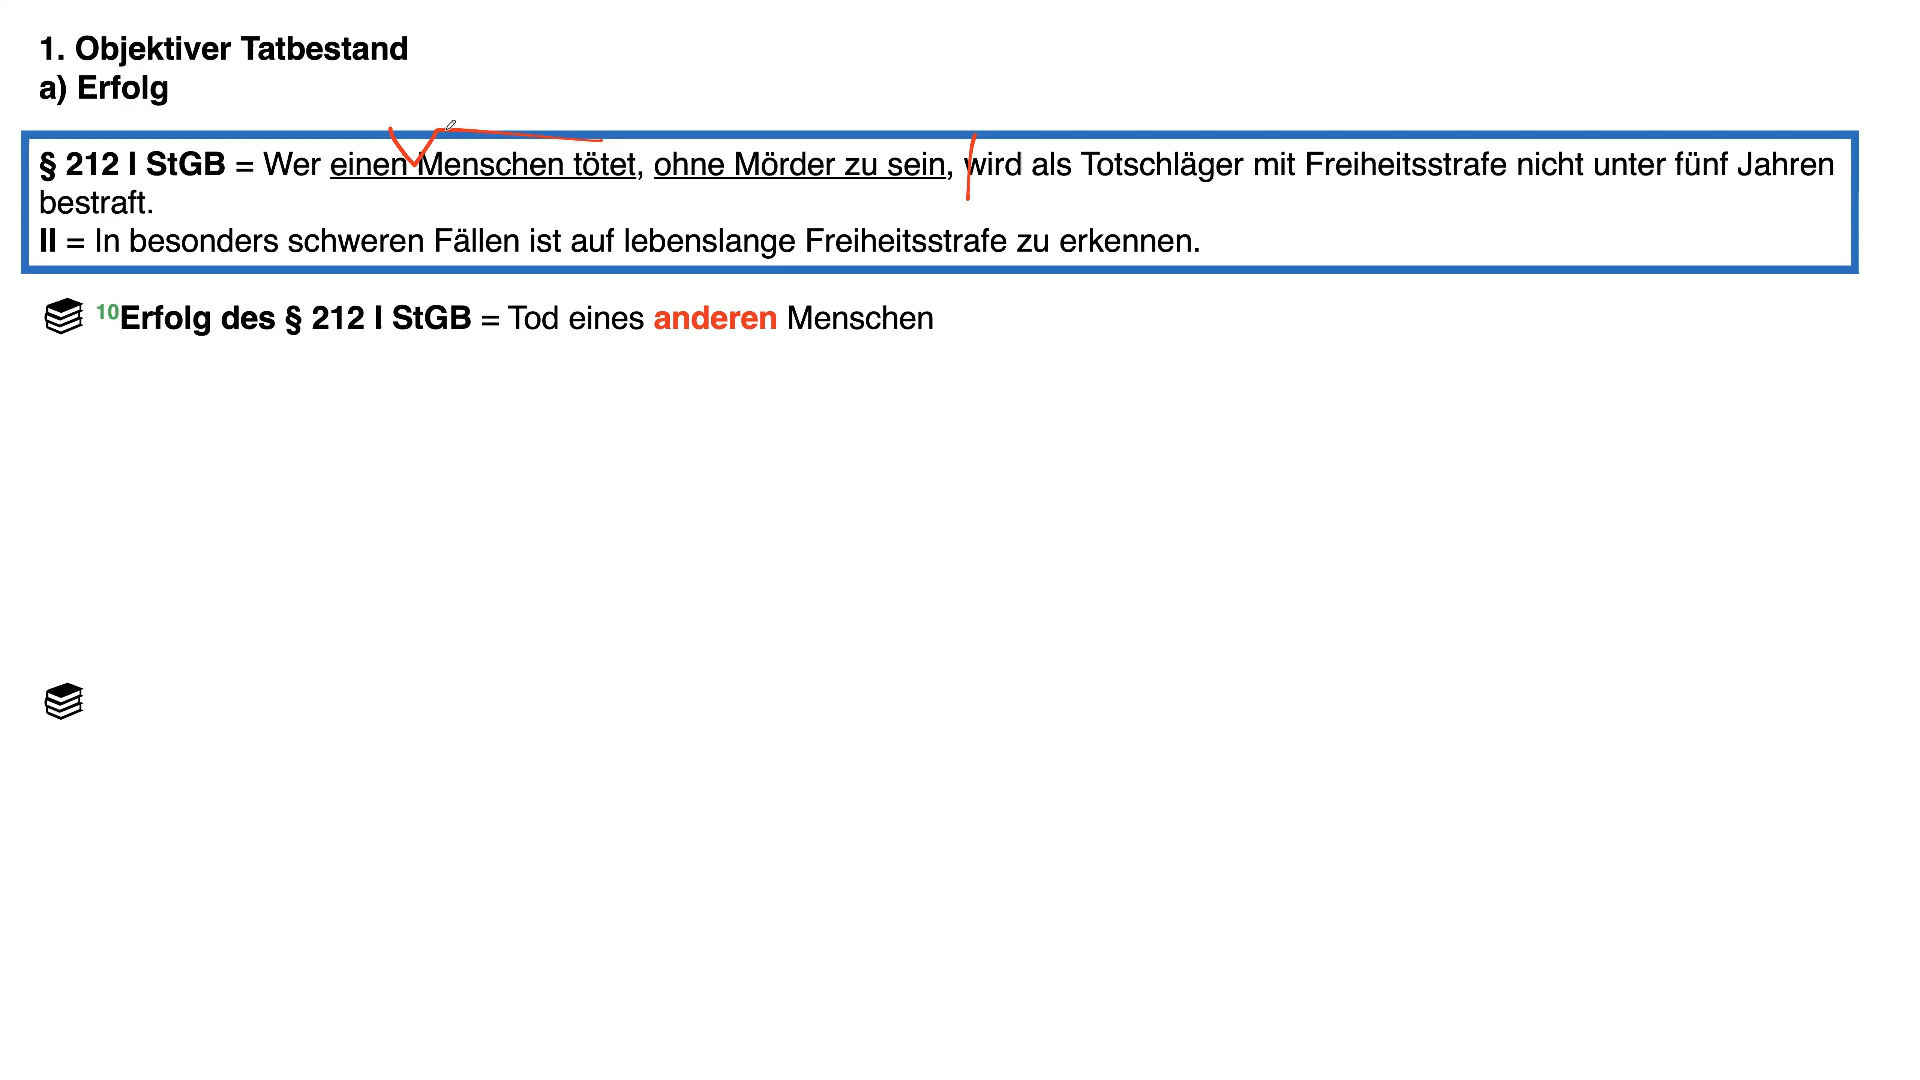 1. Objektiver Tatbestand
a) Erfolg
§ 212 I StGB = Wer einen Menschen tötet, ohne Mörder zu sein, wird als Totschläger mit Freiheitsstrafe nicht unter fünf Jahren
bestraft.
II = In besonders schweren Fällen ist auf lebenslange Freiheitsstrafe zu erkennen.
10Erfolg des § 212 I StGB = Tod eines anderen Menschen